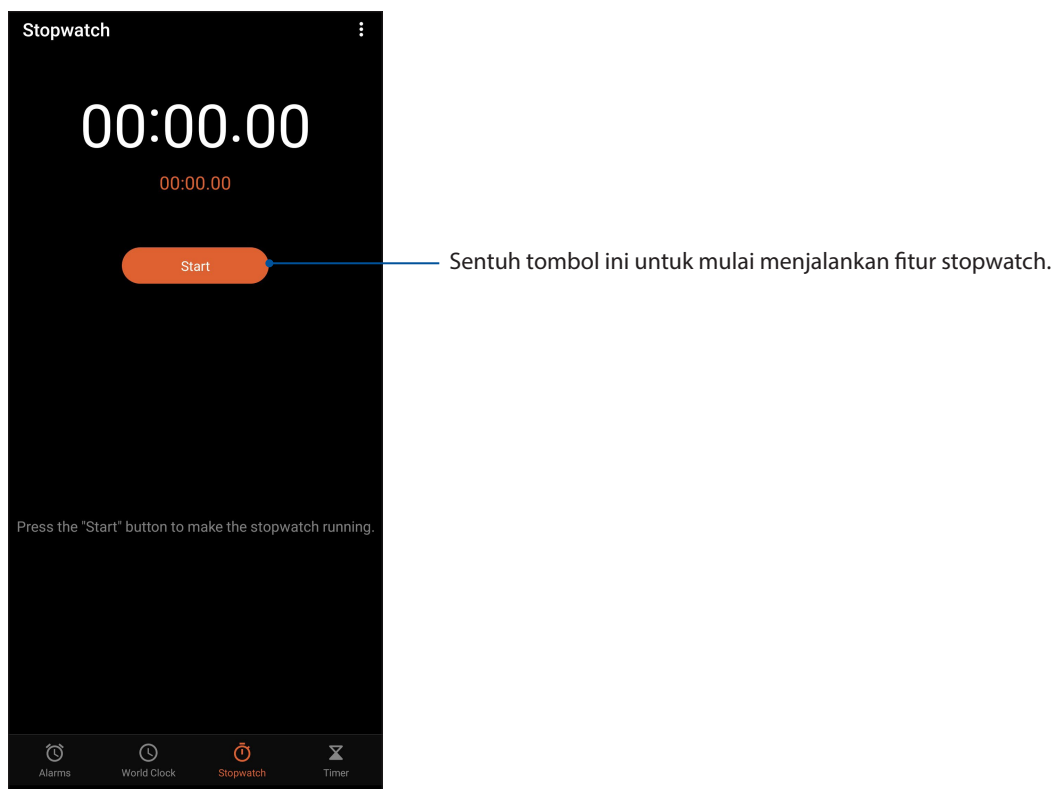 Stopwatch
00:00.00
00:00.00
Start
Sentuh tombol ini untuk mulai menjalankan fitur stopwatch.
Press the "Start" button to make the stopwatch running.
Alarms
World Clock
Stopwatch
Timer